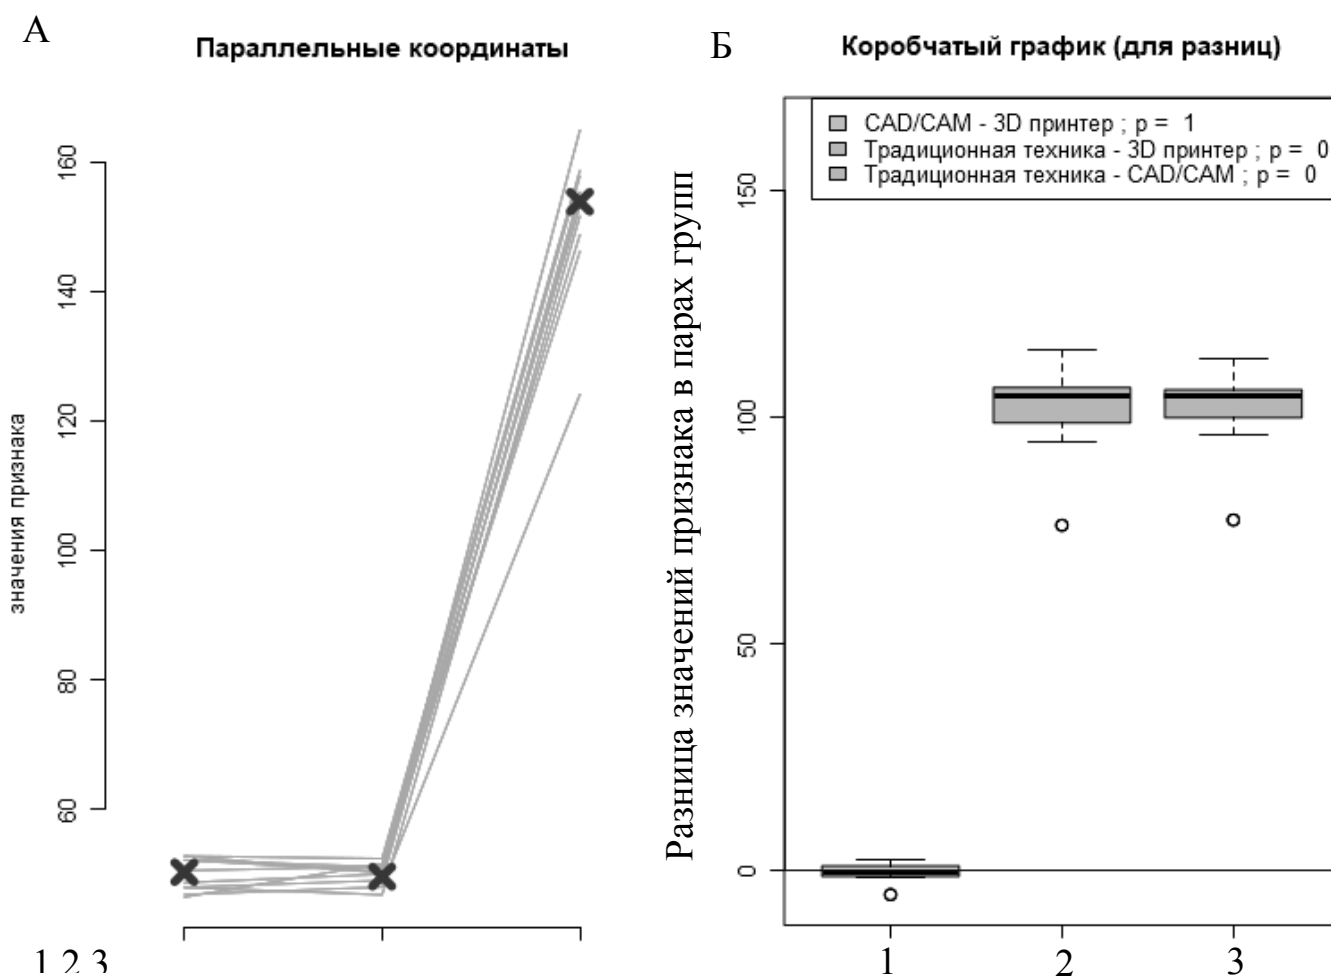 А
Параллельные координаты
значения признака
160
140
120
100
80
60
1 2 3
Б
Коробчатый график (для разниц)
CAD/CAM - 3D принтер ; p = 1
Традиционная техника - 3D принтер ; p = 0
Традиционная техника - CAD/CAM ; p = 0
Разница значений признака в парах групп
150
100
50
0
1
2
3